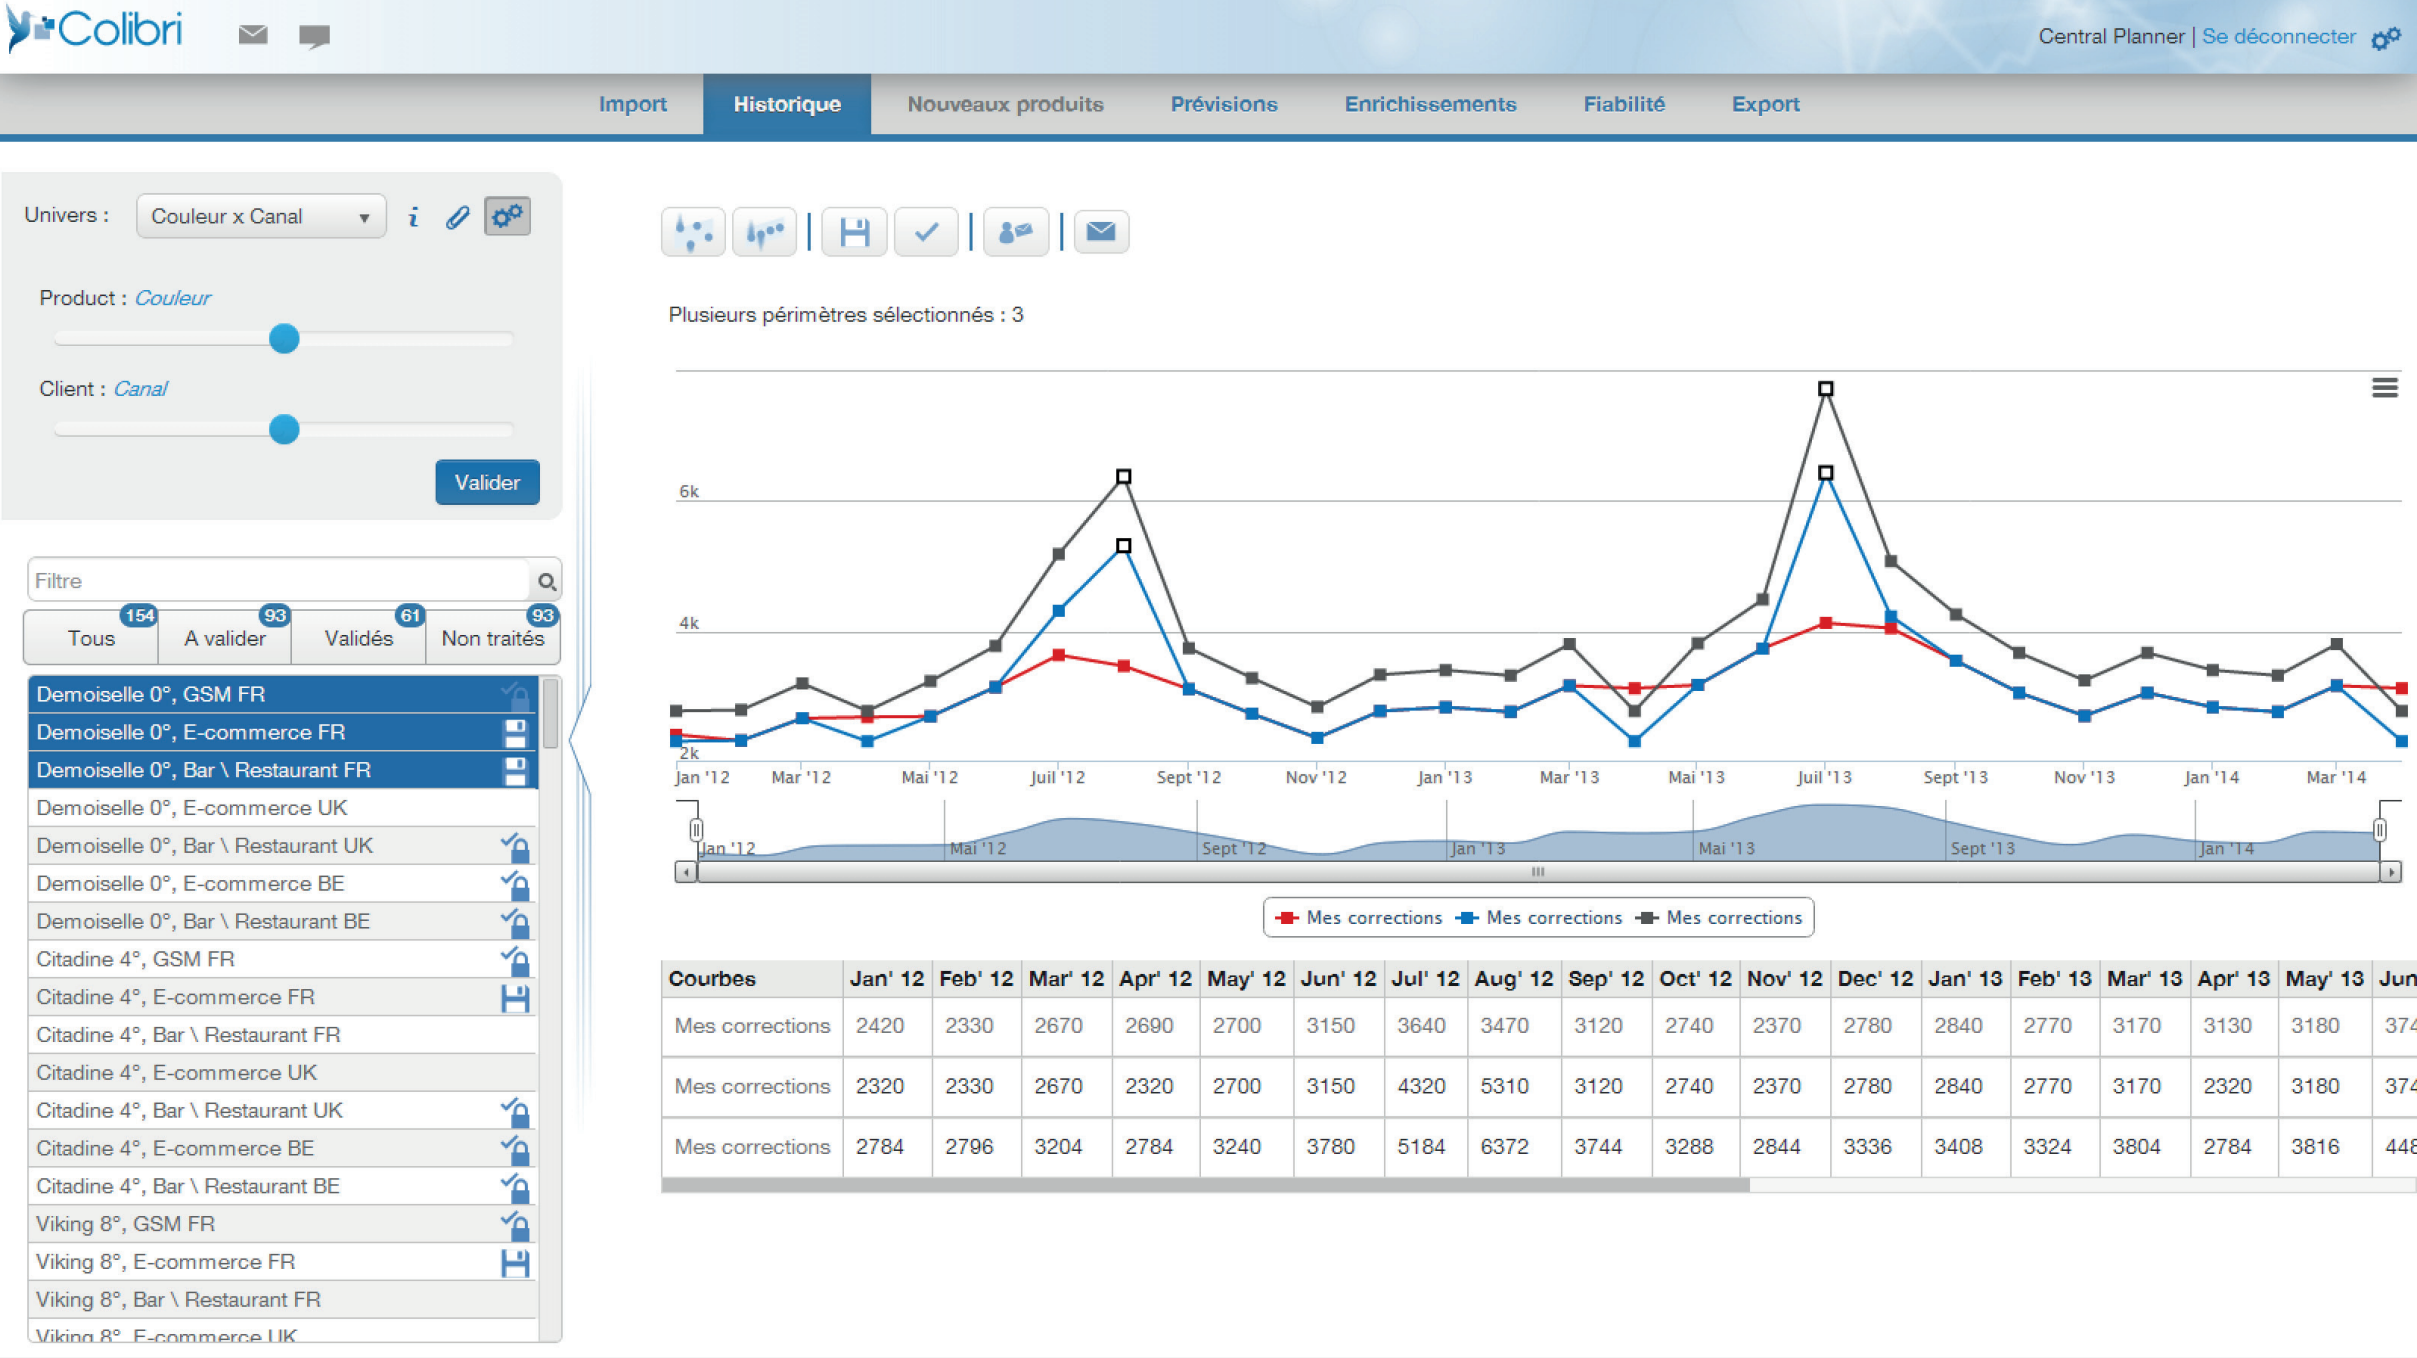 Colibri
Central Planner | Se déconnecter
Import Historique Nouveaux produits Prévisions Enrichissements Fiabilité Export
Univers : Couleur x Canal i
Product : Couleur
Client : Canal
Valider
Filtre
Tous 154 A valider 93 Validés 61 Non traités 93
Demoiselle 0°, GSM FR
Demoiselle 0°, E-commerce FR
Demoiselle 0°, Bar \ Restaurant FR
Demoiselle 0°, E-commerce UK
Demoiselle 0°, Bar \ Restaurant UK
Demoiselle 0°, E-commerce BE
Demoiselle 0°, Bar \ Restaurant BE
Citadine 4°, GSM FR
Citadine 4°, E-commerce FR
Citadine 4°, Bar \ Restaurant FR
Citadine 4°, E-commerce UK
Citadine 4°, Bar \ Restaurant UK
Citadine 4°, E-commerce BE
Citadine 4°, Bar \ Restaurant BE
Viking 8°, GSM FR
Viking 8°, E-commerce FR
Viking 8°, Bar \ Restaurant FR
Viking 8°, E-commerce UK
Plusieurs périmètres sélectionnés : 3
6k
4k
2k
Jan '12 Mar '12 Mai '12 Juil '12 Sept '12 Nov '12 Jan '13 Mar '13 Mai '13 Juil '13 Sept '13 Nov '13 Jan '14 Mar '14
Jan '12 Mai '12 Sept '12 Jan '13 Mai '13 Sept '13 Jan '14
Mes corrections Mes corrections Mes corrections
Courbes Jan' 12 Feb' 12 Mar' 12 Apr' 12 May' 12 Jun' 12 Jul' 12 Aug' 12 Sep' 12 Oct' 12 Nov' 12 Dec' 12 Jan' 13 Feb' 13 Mar' 13 Apr' 13 May' 13 Jun
Mes corrections 2420 2330 2670 2690 2700 3150 3640 3470 3120 2740 2370 2780 2840 2770 3170 3130 3180 374
Mes corrections 2320 2330 2670 2320 2700 3150 4320 5310 3120 2740 2370 2780 2840 2770 3170 2320 3180 374
Mes corrections 2784 2796 3204 2784 3240 3780 5184 6372 3744 3288 2844 3336 3408 3324 3804 2784 3816 448